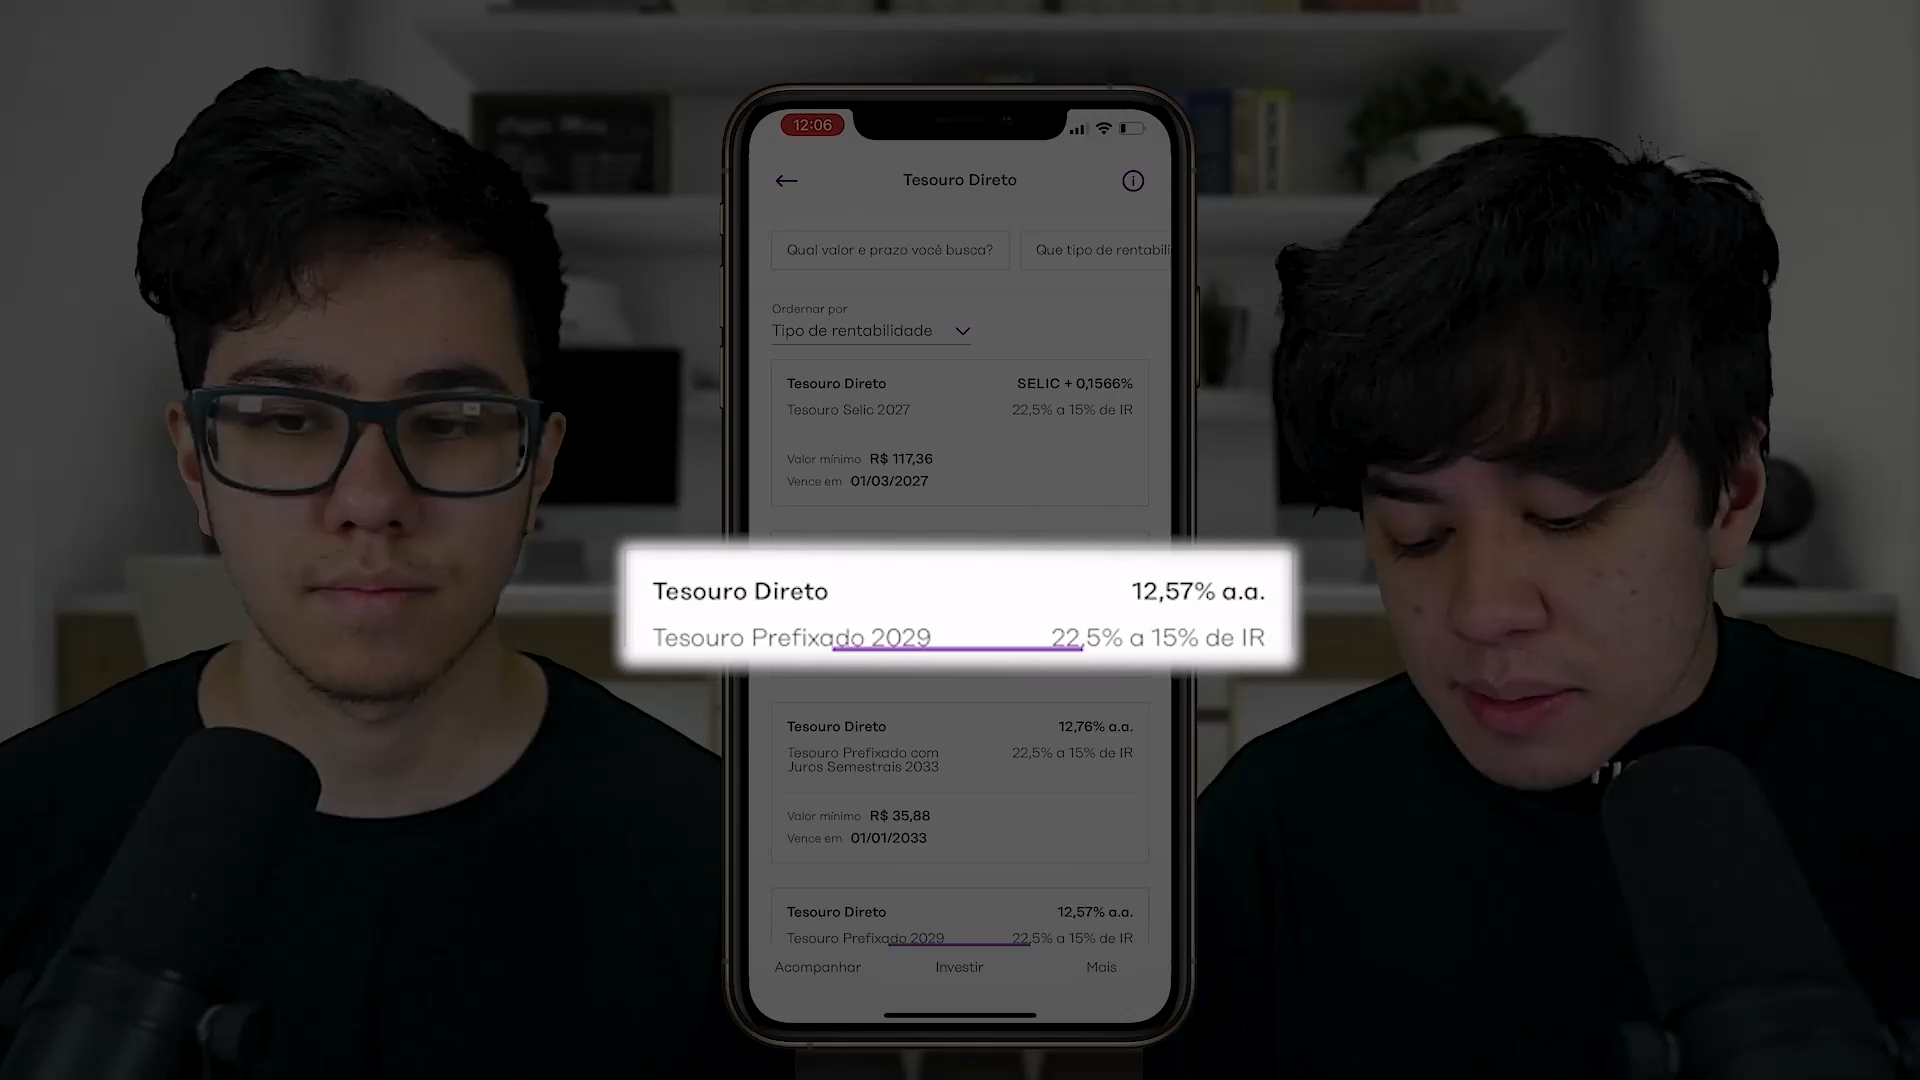 12:06
Tesouro Direto
Qual valor e prazo você busca?
Que tipo de rentabili
Ordernar por
Tipo de rentabilidade
Tesouro Direto SELIC + 0,1566%
Tesouro Selic 2027 22,5% a 15% de IR
Valor mínimo R$ 117,36
Vence em 01/03/2027
Tesouro Direto 12,57% a.a.
Tesouro Prefixado 2029 22,5% a 15% de IR
Tesouro Direto 12,76% a.a.
Tesouro Prefixado com 22,5% a 15% de IR
Juros Semestrais 2033
Valor mínimo R$ 35,88
Vence em 01/01/2033
Tesouro Direto 12,57% a.a.
Tesouro Prefixado 2029 22,5% a 15% de IR
Acompanhar Investir Mais